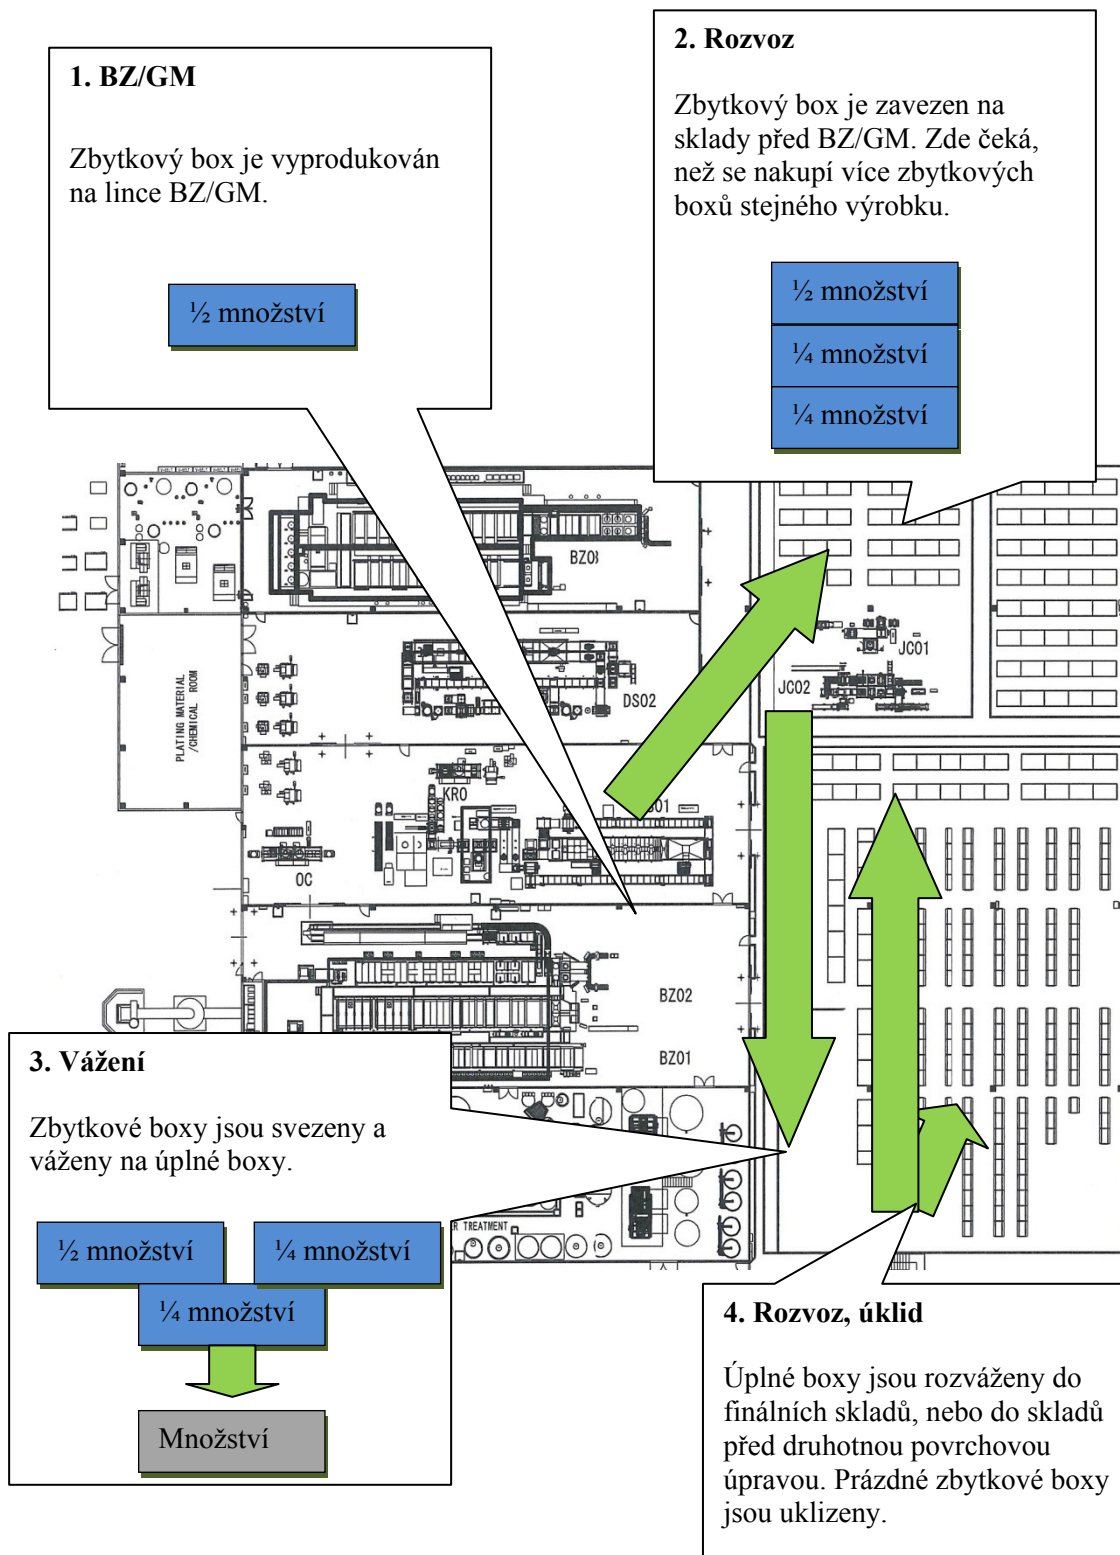 1. BZ/GM
Zbytkový box je vyprodukován
na lince BZ/GM.
½ množství
2. Rozvoz
Zbytkový box je zavezen na
sklady před BZ/GM. Zde čeká,
než se nakupí více zbytkových
boxů stejného výrobku.
½ množství
¼ množství
¼ množství
BZ03
JC01
JC02
DS02
PLATING MATERIAL
/CHEMICAL ROOM
KRO
OC
BZ02
BZ01
3. Vážení
Zbytkové boxy jsou svezeny a
váženy na úplné boxy.
½ množství
¼ množství
¼ množství
Množství
ER TREATMENT
4. Rozvoz, úklid
Úplné boxy jsou rozváženy do
finálních skladů, nebo do skladů
před druhotnou povrchovou
úpravou. Prázdné zbytkové boxy
jsou uklizeny.